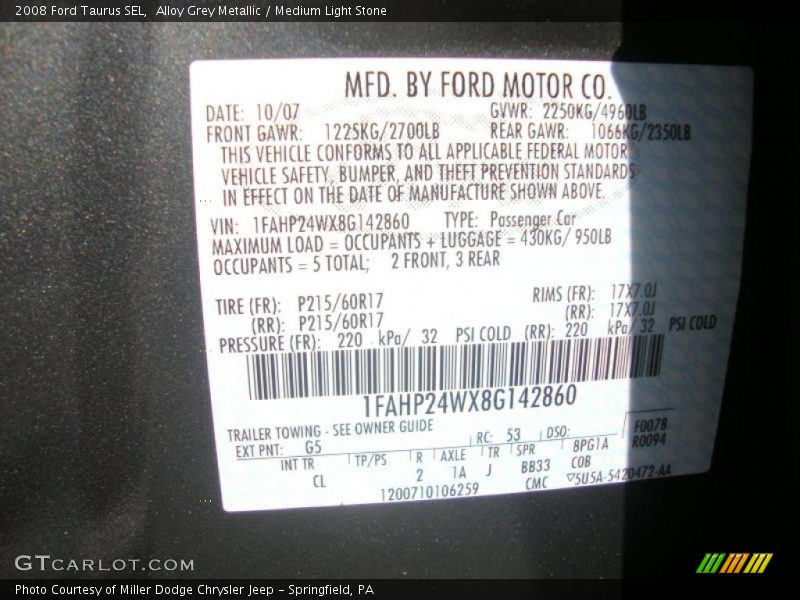 2008 Ford Taurus SEL,  Alloy Grey Metallic / Medium Light Stone
MFD. BY FORD MOTOR CO.
DATE: 10/07 GVWR: 2250KG/4960LB
FRONT GAWR: 1225KG/2700LB REAR GAWR: 1066KG/2350LB
THIS VEHICLE CONFORMS TO ALL APPLICABLE FEDERAL MOTOR
VEHICLE SAFETY, BUMPER, AND THEFT PREVENTION STANDARDS
IN EFFECT ON THE DATE OF MANUFACTURE SHOWN ABOVE.
VIN: 1FAHP24WX8G142860 TYPE: Passenger Car
MAXIMUM LOAD = OCCUPANTS + LUGGAGE = 430KG/ 950LB
OCCUPANTS = 5 TOTAL; 2 FRONT, 3 REAR
TIRE (FR): P215/60R17 RIMS (FR): 17X7.0J
(RR): P215/60R17 (RR): 17X7.0J
PRESSURE (FR): 220 kPa/ 32 PSI COLD (RR): 220 kPa/ 32 PSI COLD
1FAHP24WX8G142860
TRAILER TOWING - SEE OWNER GUIDE
EXT PNT: G5 RC: 53 DSO: F0078
R0094
INT TR TP/PS R AXLE TR SPR 8PG1A
CL 2 1A J BB33 COB
1200710106259 CMC ▽5U5A-5420472-AA
GTCARLOT.COM
Photo Courtesy of Miller Dodge Chrysler Jeep – Springfield, PA